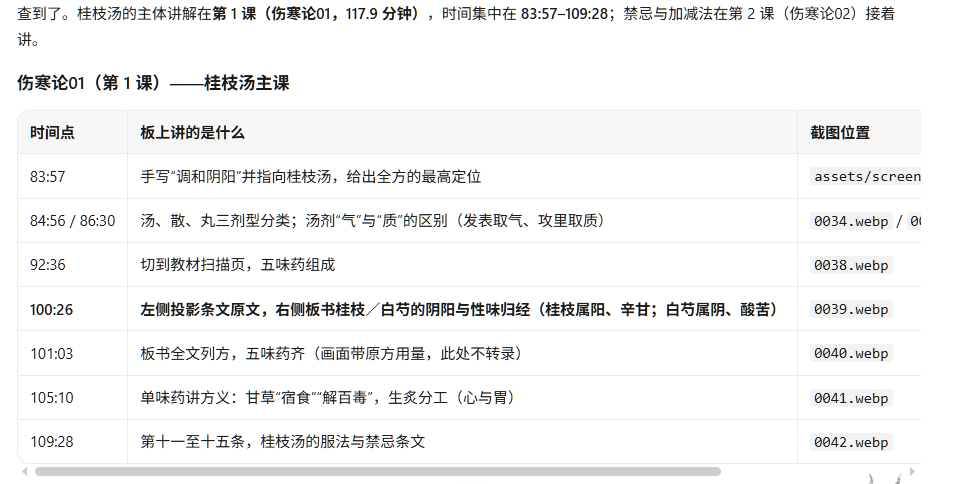 查到了。桂枝汤的主体讲解在第 1 课（伤寒论01，117.9 分钟），时间集中在 83:57–109:28；禁忌与加减法在第 2 课（伤寒论02）接着
讲。
伤寒论01（第 1 课）——桂枝汤主课
时间点 板上讲的是什么 截图位置
83:57 手写“调和阴阳”并指向桂枝汤，给出全方的最高定位 assets/screen
84:56 / 86:30 汤、散、丸三剂型分类；汤剂“气”与“质”的区别（发表取气、攻里取质） 0034.webp / 00
92:36 切到教材扫描页，五味药组成 0038.webp
100:26 左侧投影条文原文，右侧板书桂枝／白芍的阴阳与性味归经（桂枝属阳、辛甘；白芍属阴、酸苦） 0039.webp
101:03 板书全文列方，五味药齐（画面带原方用量，此处不转录） 0040.webp
105:10 单味药讲方义：甘草“宿食”“解百毒”，生炙分工（心与胃） 0041.webp
109:28 第十一至十五条，桂枝汤的服法与禁忌条文 0042.webp